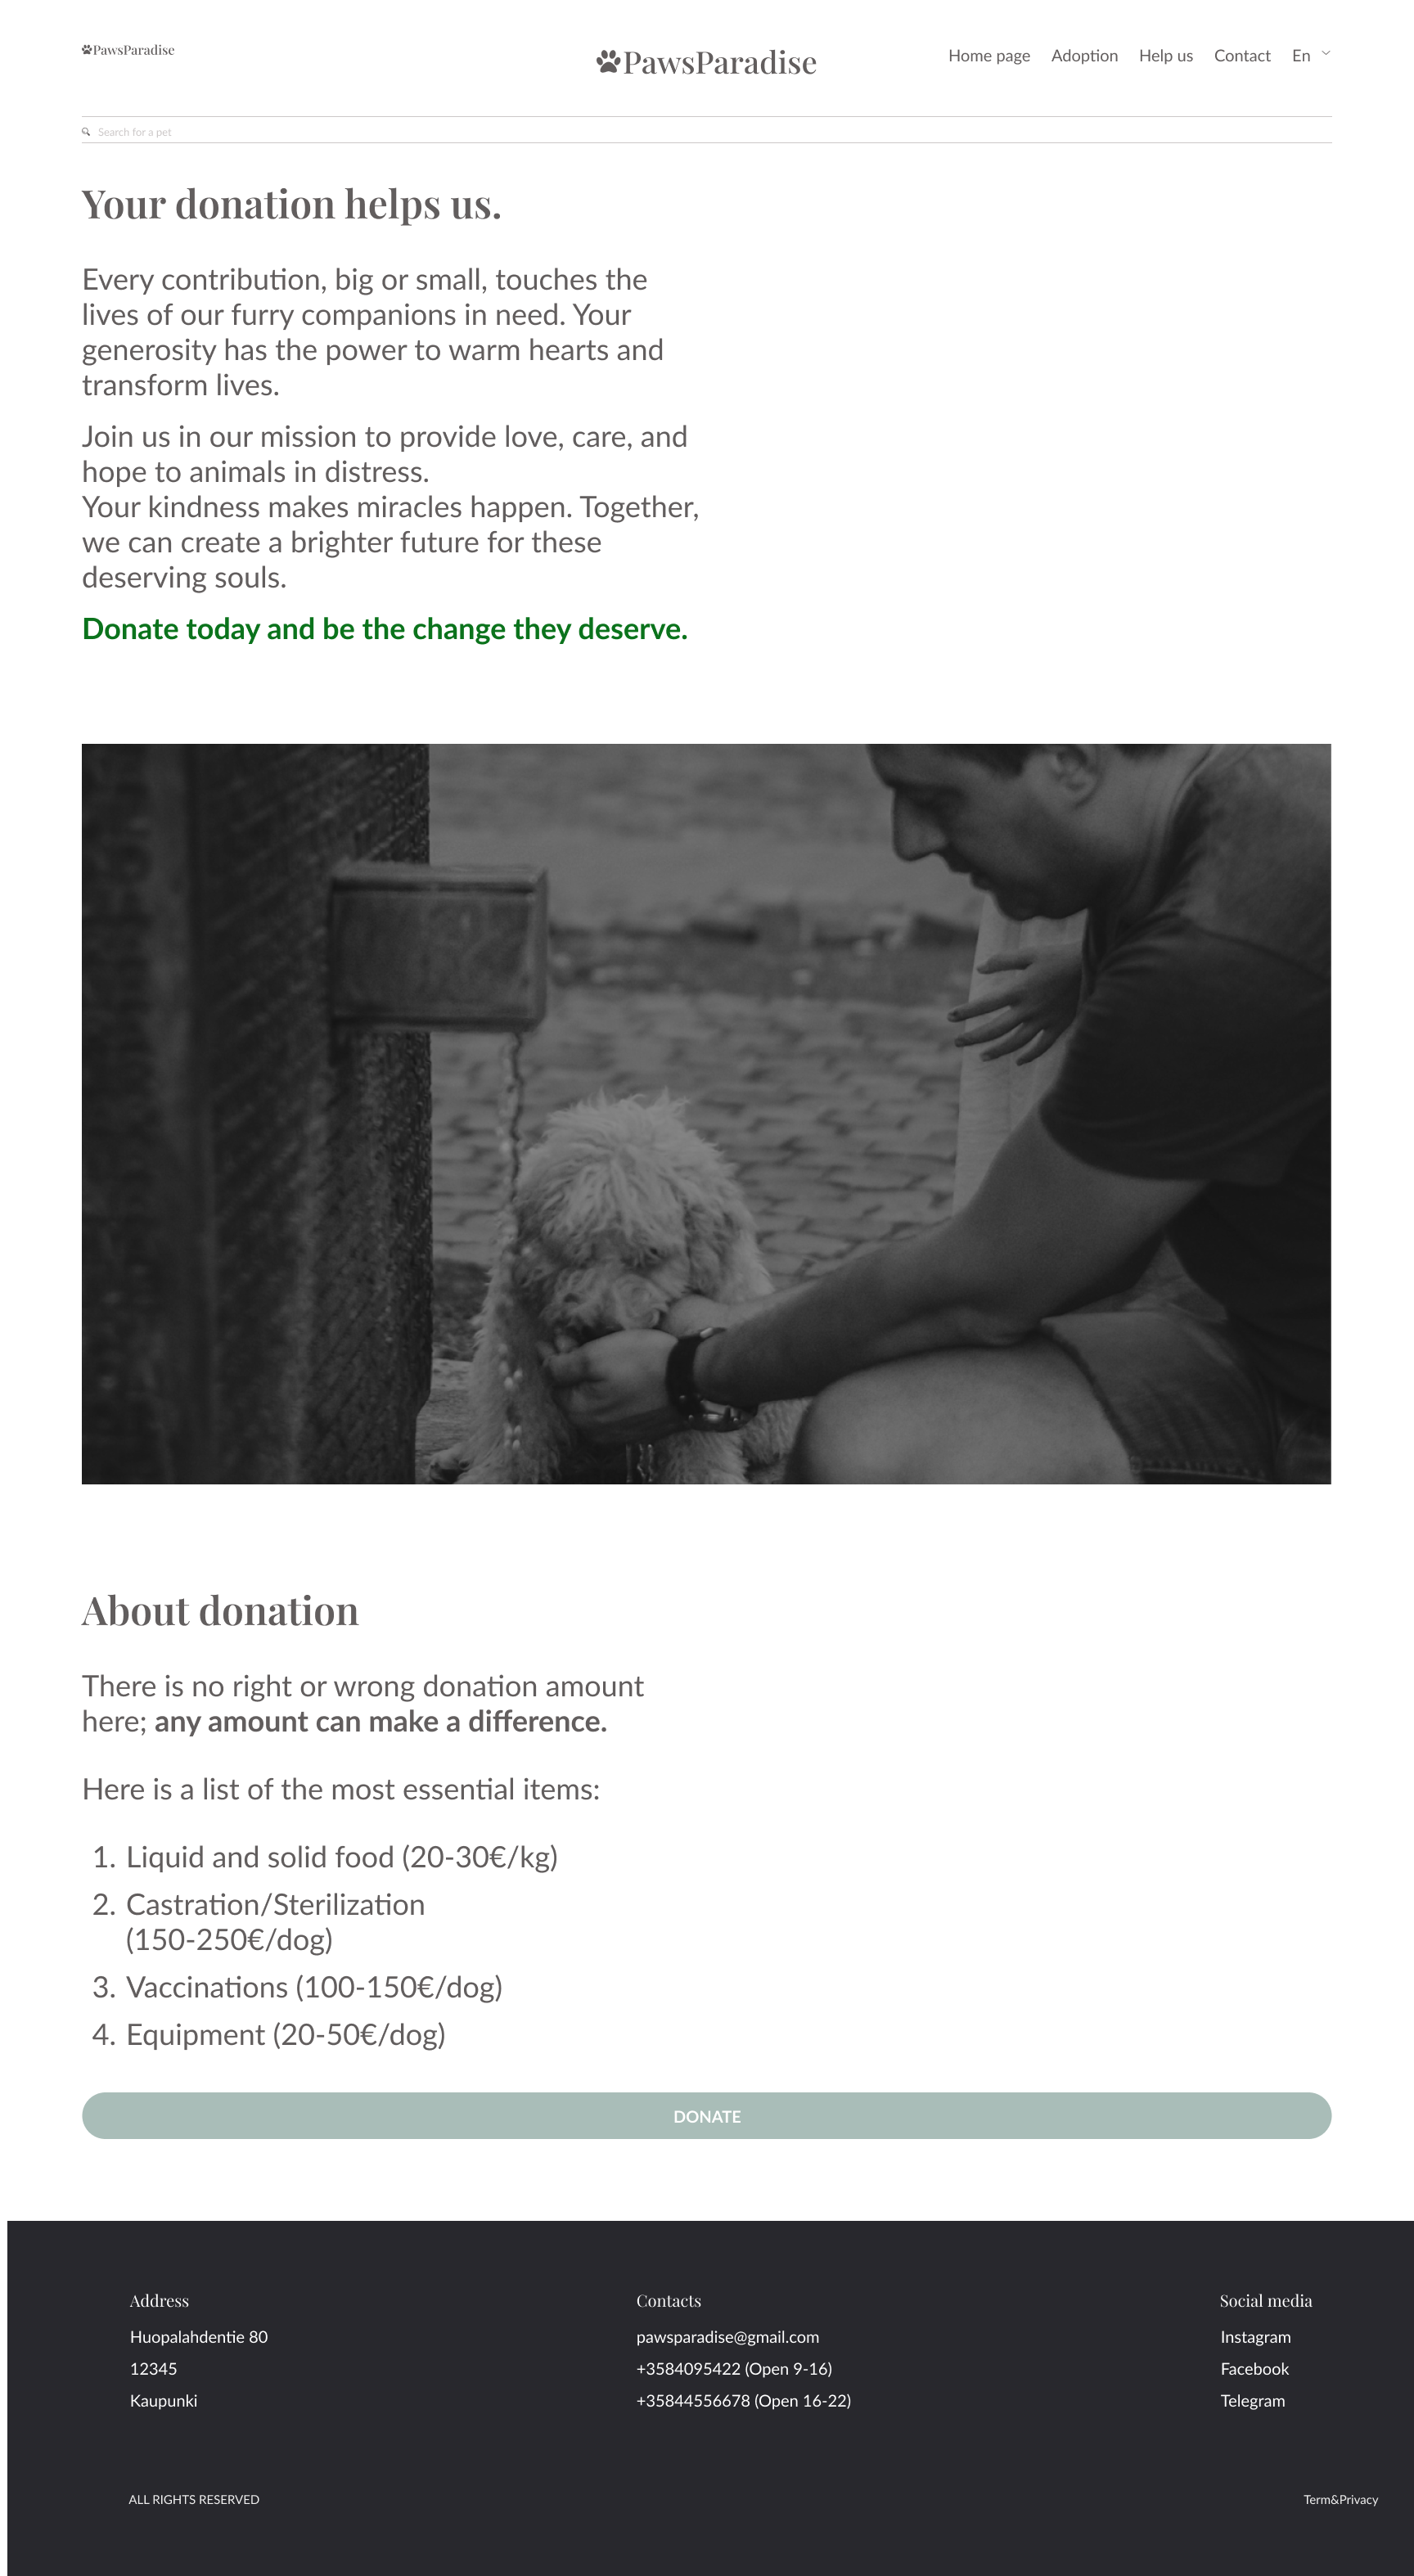 PawsParadise
PawsParadise
Home page Adoption Help us Contact En
Search for a pet
Your donation helps us.
Every contribution, big or small, touches the
lives of our furry companions in need. Your
generosity has the power to warm hearts and
transform lives.
Join us in our mission to provide love, care, and
hope to animals in distress.
Your kindness makes miracles happen. Together,
we can create a brighter future for these
deserving souls.
Donate today and be the change they deserve.
About donation
There is no right or wrong donation amount
here; any amount can make a difference.
Here is a list of the most essential items:
1. Liquid and solid food (20-30€/kg)
2. Castration/Sterilization
(150-250€/dog)
3. Vaccinations (100-150€/dog)
4. Equipment (20-50€/dog)
DONATE
Address
Huopalahdentie 80
12345
Kaupunki
Contacts
pawsparadise@gmail.com
+3584095422 (Open 9-16)
+35844556678 (Open 16-22)
Social media
Instagram
Facebook
Telegram
ALL RIGHTS RESERVED
Term&Privacy